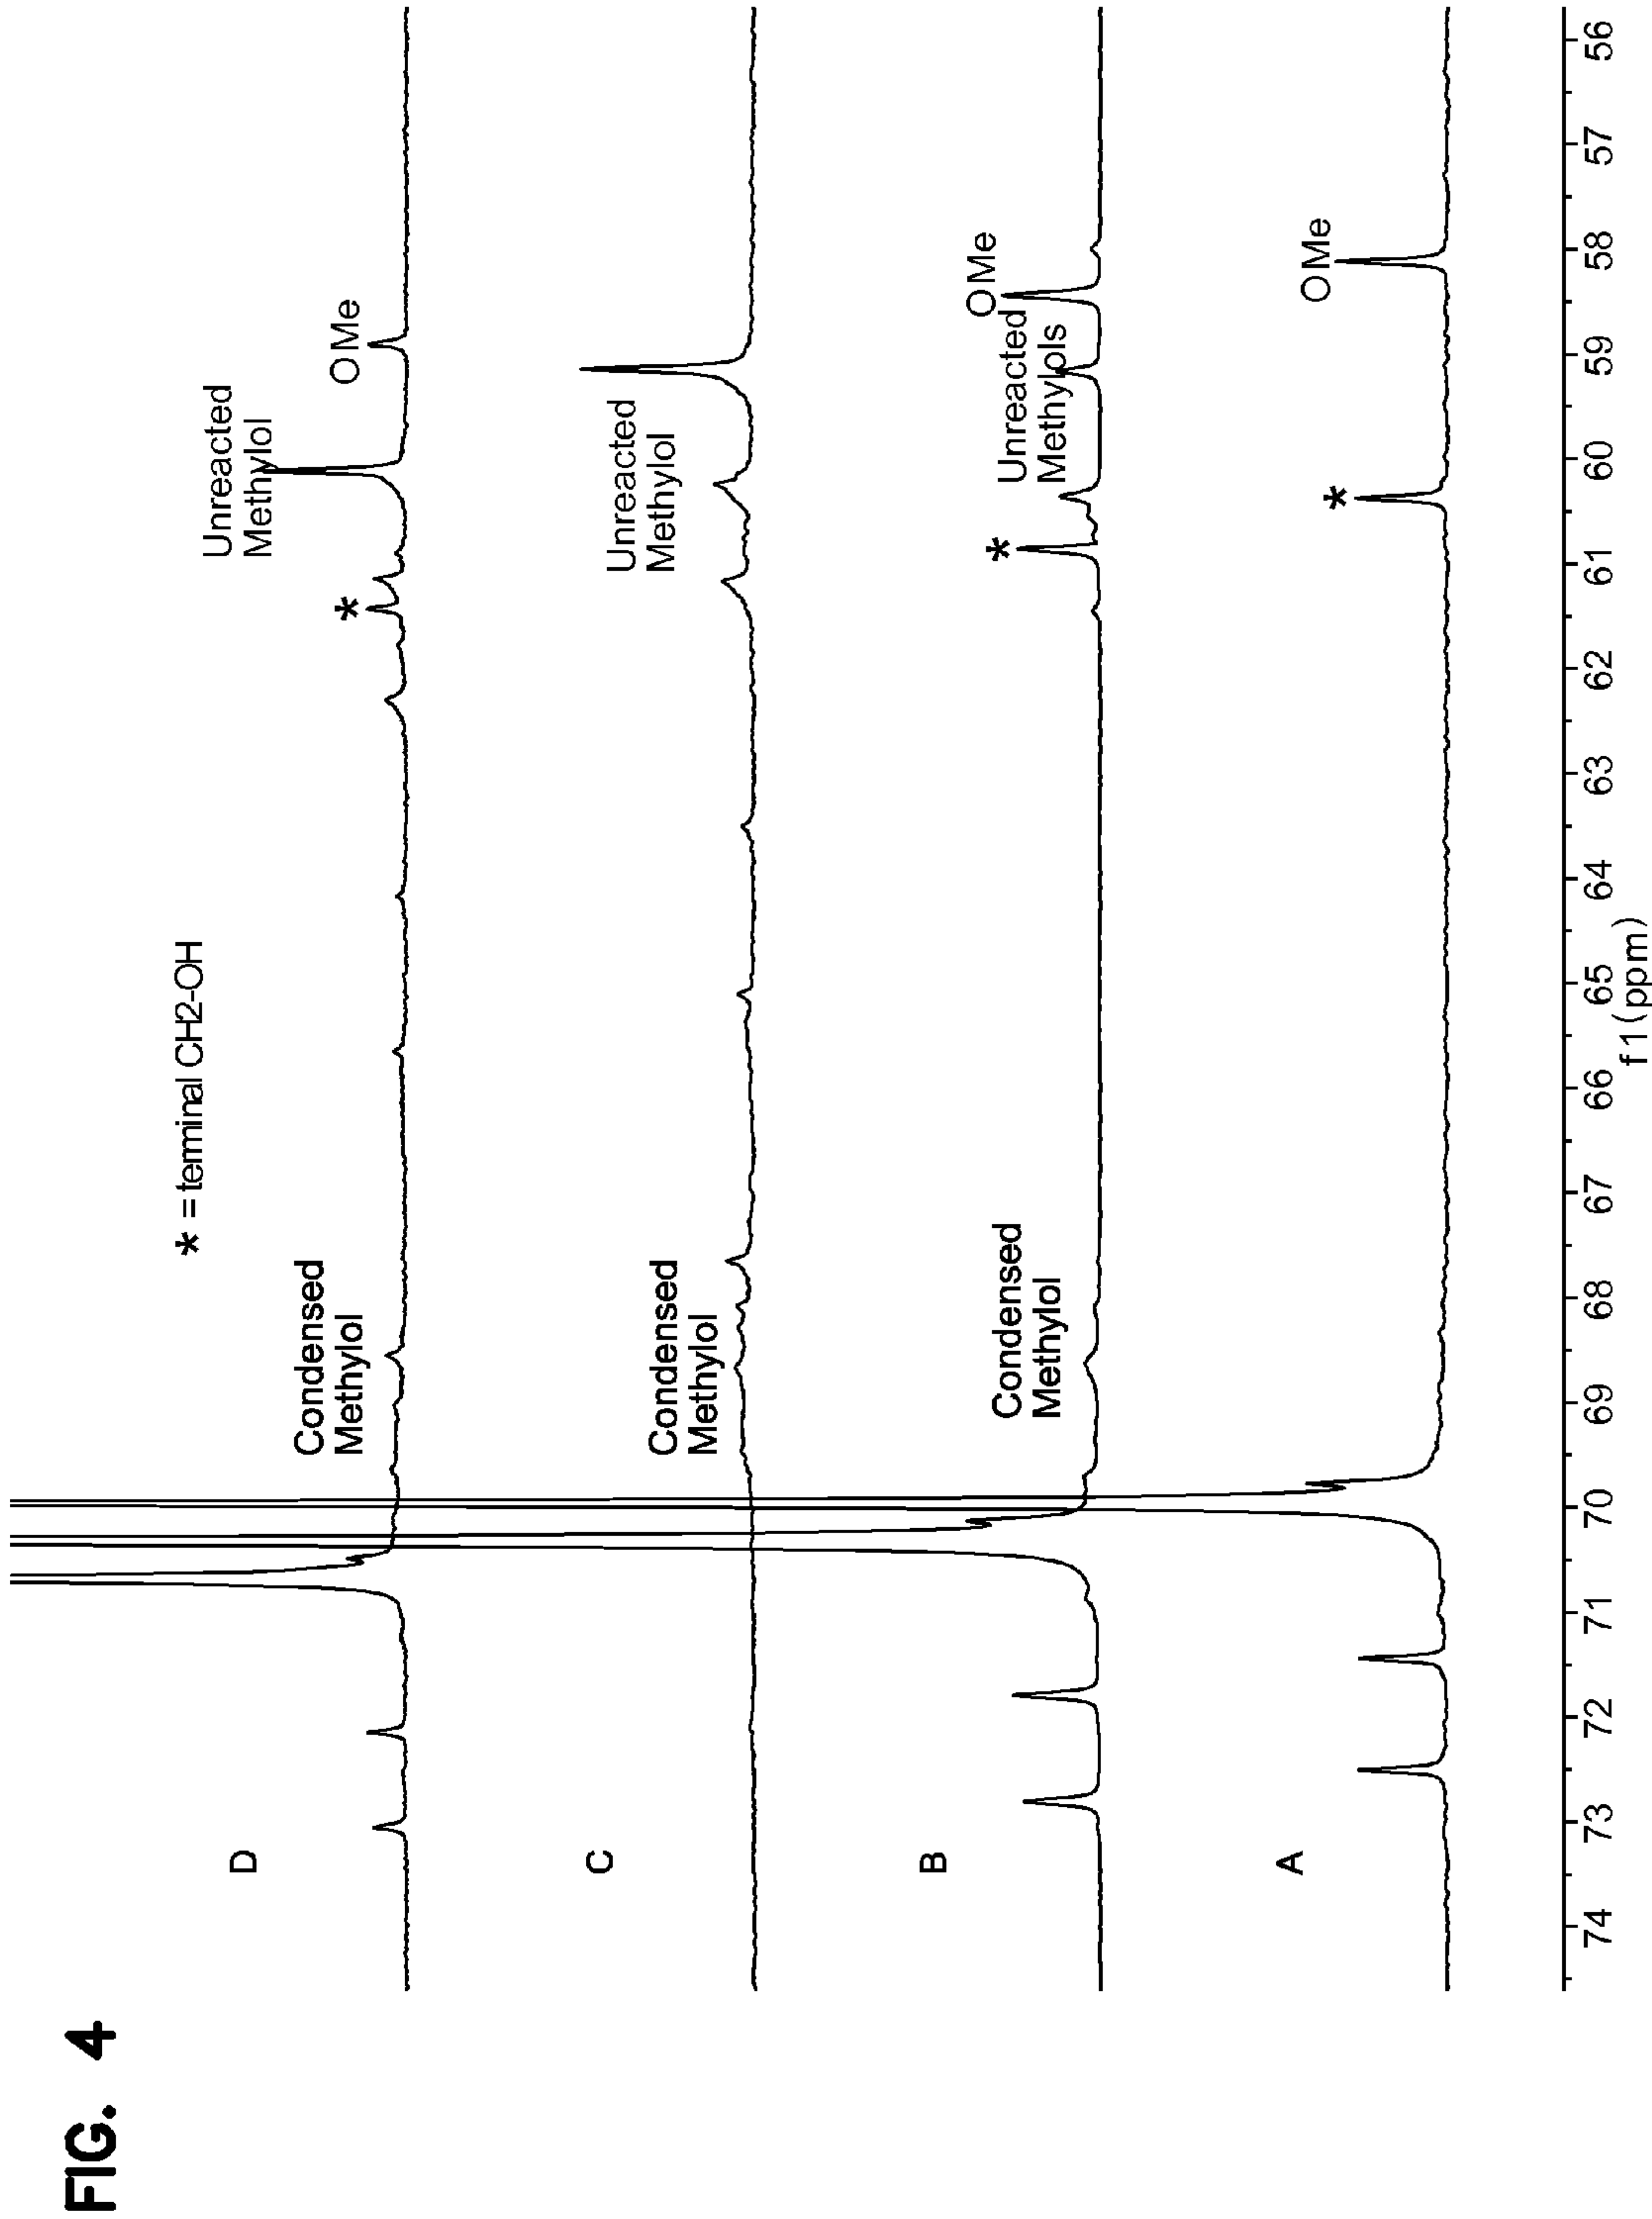 FIG. 4
D
* = terminal CH2-OH
Condensed
Methylol
*
Unreacted
Methylol
OMe
C
Condensed
Methylol
Unreacted
Methylol
B
Condensed
Methylol
*
Unreacted
Methylols
OMe
A
*
OMe
74 73 72 71 70 69 68 67 66 65 64 63 62 61 60 59 58 57 56
f1(ppm)